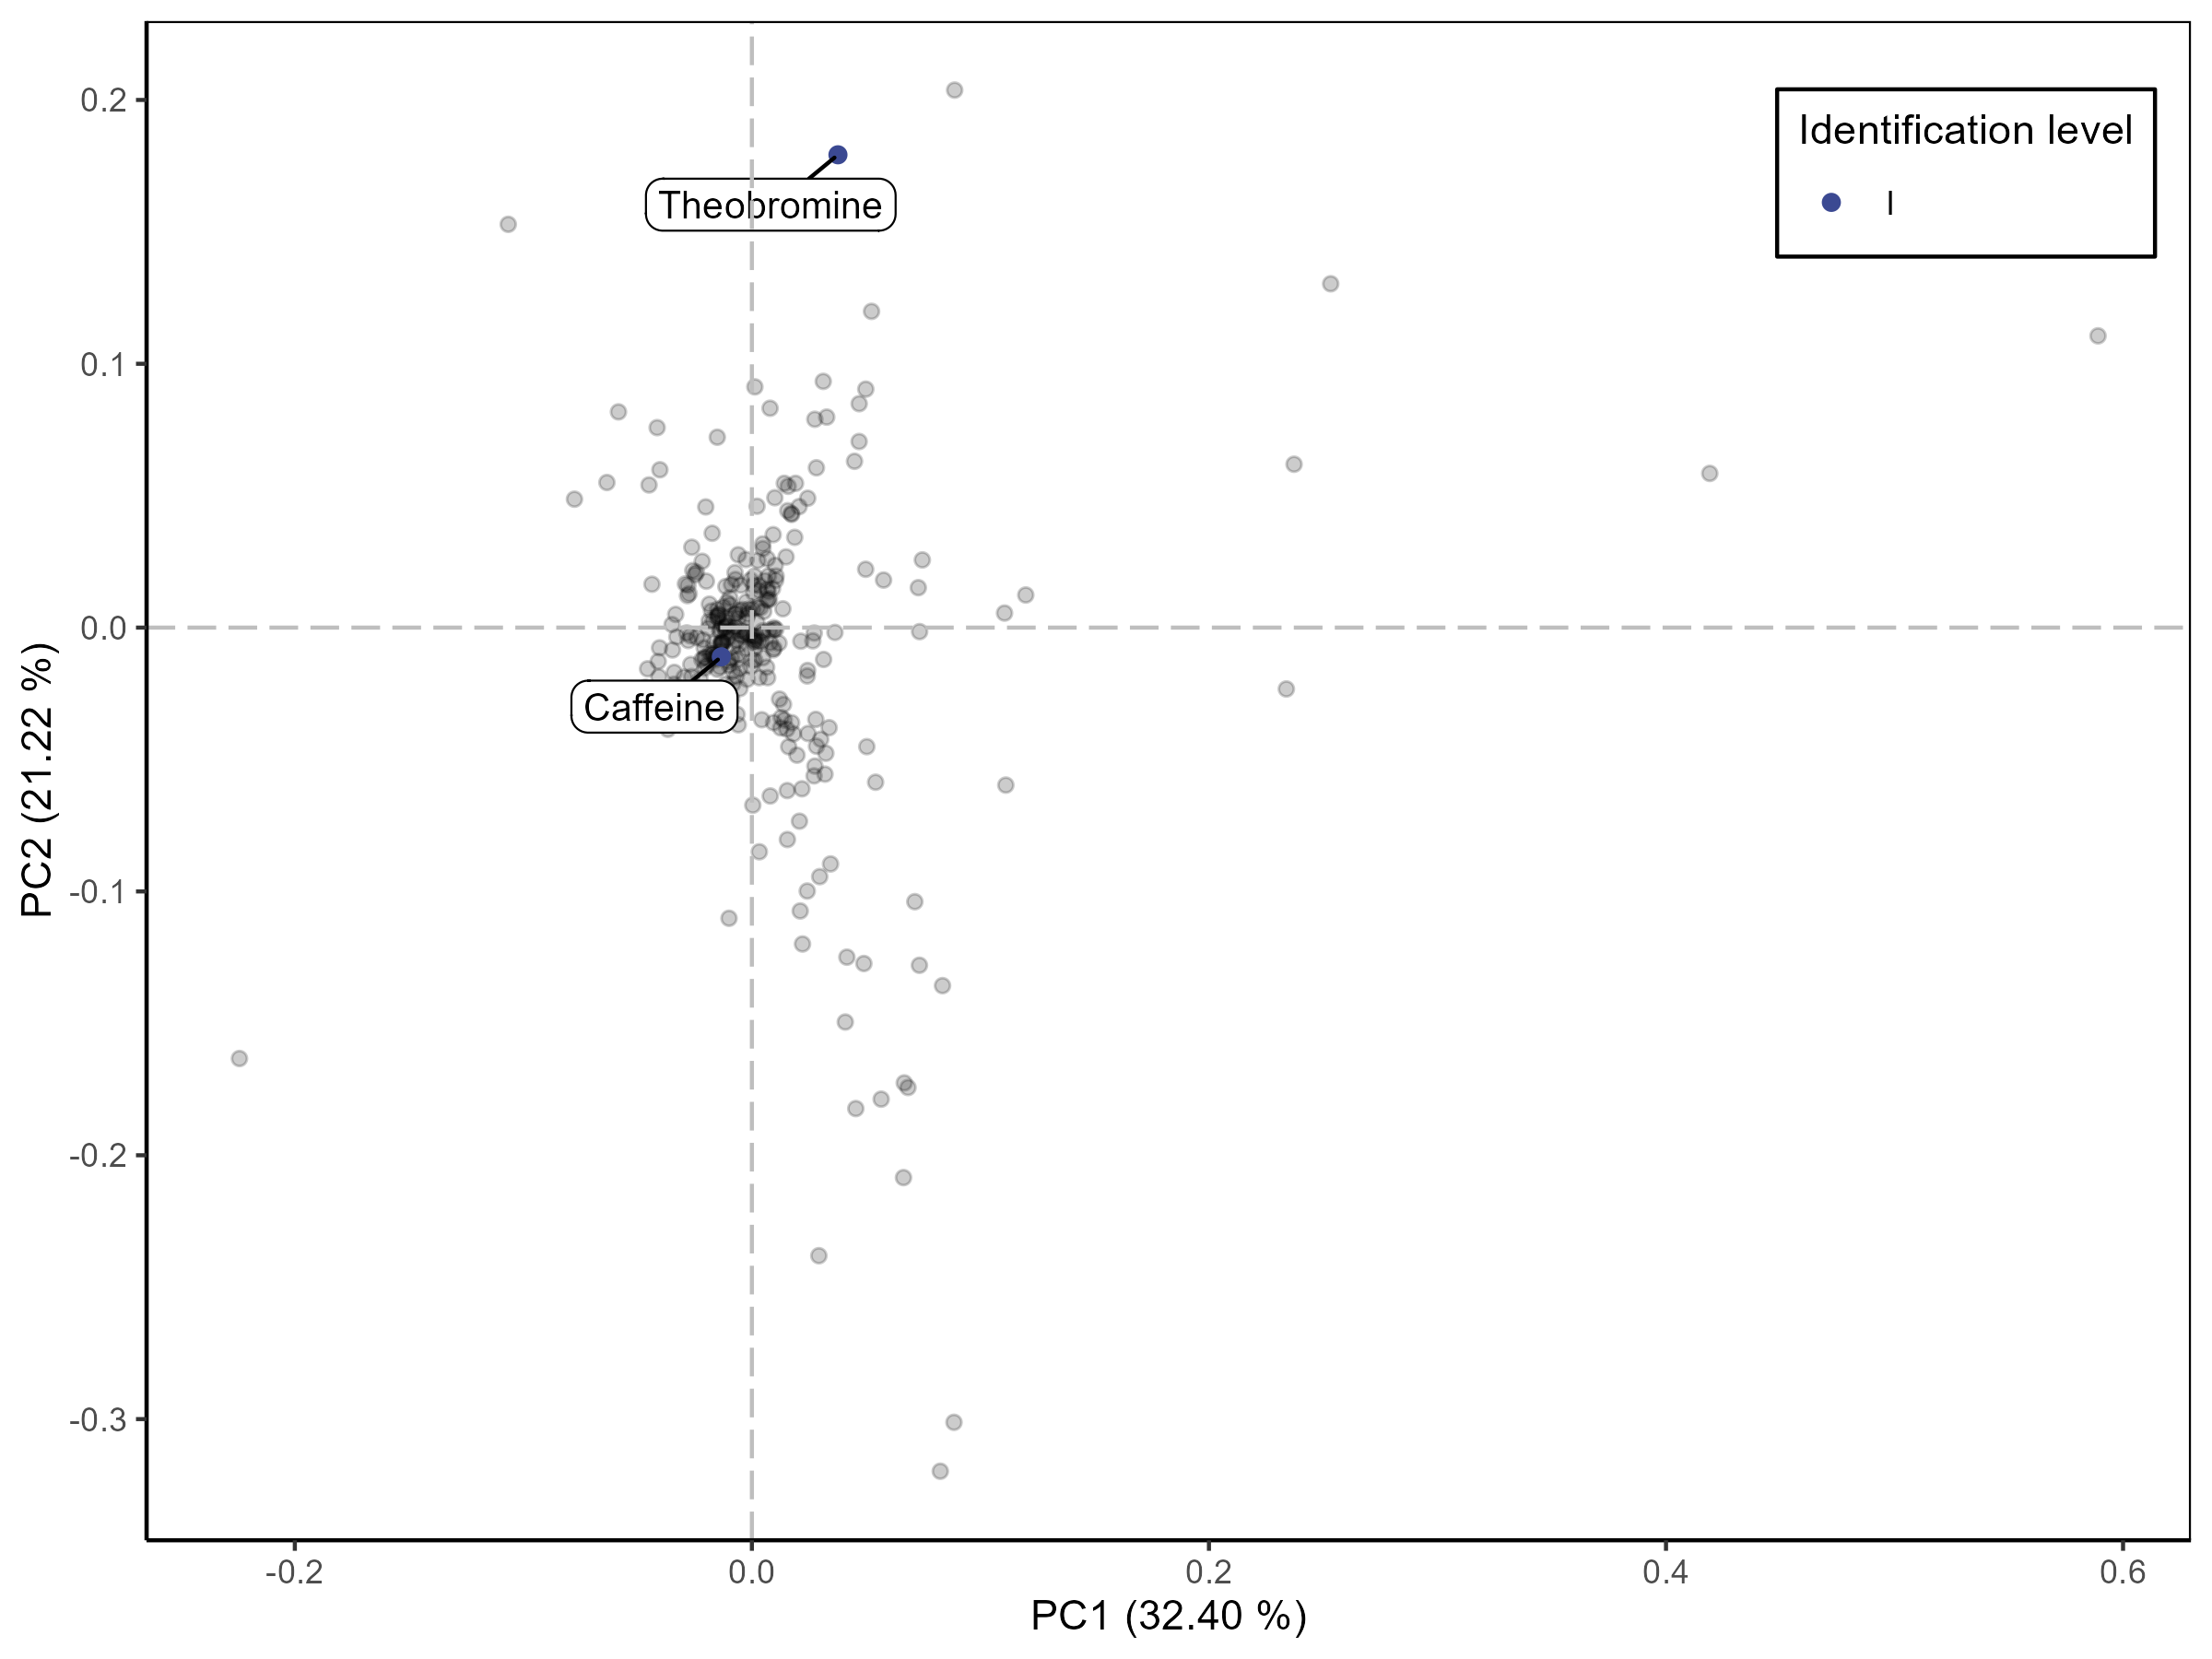 Identification level
I
Theobromine
Caffeine
0.2
0.1
0.0
-0.1
-0.2
-0.3
PC2 (21.22 %)
-0.2
0.0
0.2
0.4
0.6
PC1 (32.40 %)